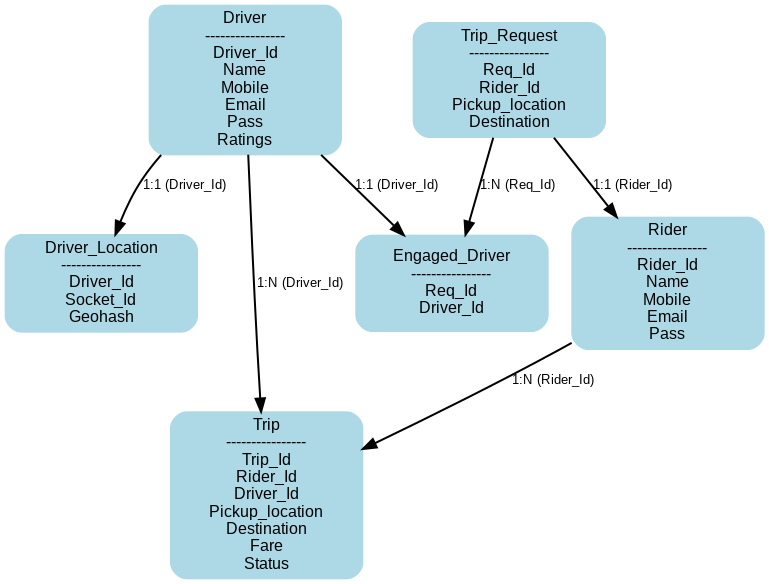 Driver
----------------
Driver_Id
Name
Mobile
Email
Pass
Ratings
Trip_Request
----------------
Req_Id
Rider_Id
Pickup_location
Destination
1:1 (Driver_Id)
1:1 (Driver_Id)
1:N (Req_Id)
1:1 (Rider_Id)
Driver_Location
----------------
Driver_Id
Socket_Id
Geohash
1:N (Driver_Id)
Engaged_Driver
----------------
Req_Id
Driver_Id
Rider
----------------
Rider_Id
Name
Mobile
Email
Pass
1:N (Rider_Id)
Trip
----------------
Trip_Id
Rider_Id
Driver_Id
Pickup_location
Destination
Fare
Status